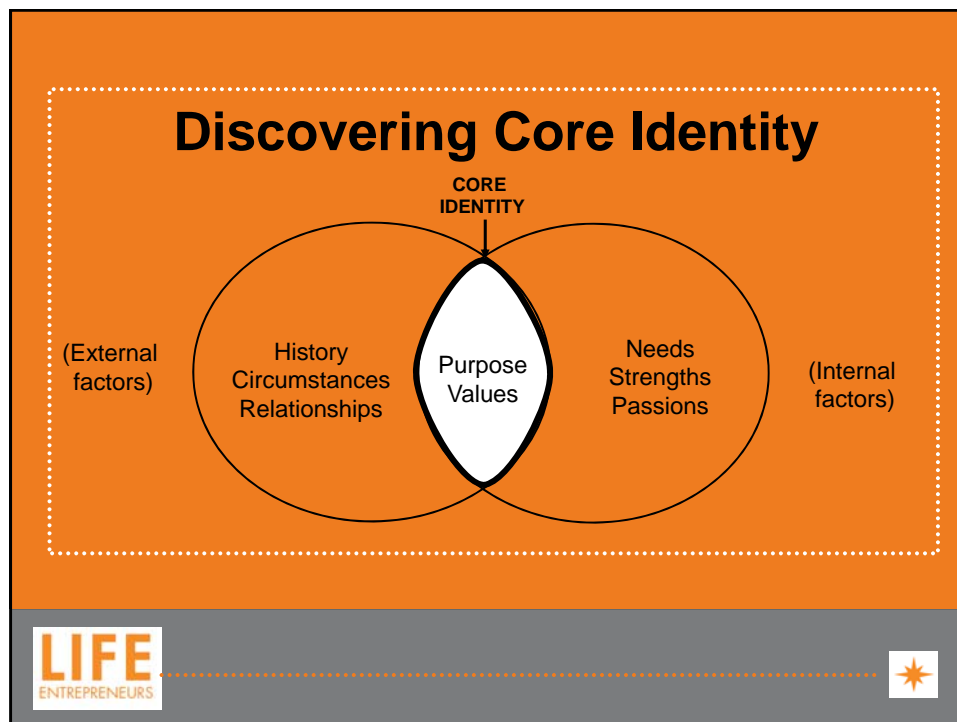 Discovering Core Identity
CORE
IDENTITY
(External
factors)
History
Circumstances
Relationships
Purpose
Values
Needs
Strengths
Passions
(Internal
factors)
LIFE
ENTREPRENEURS